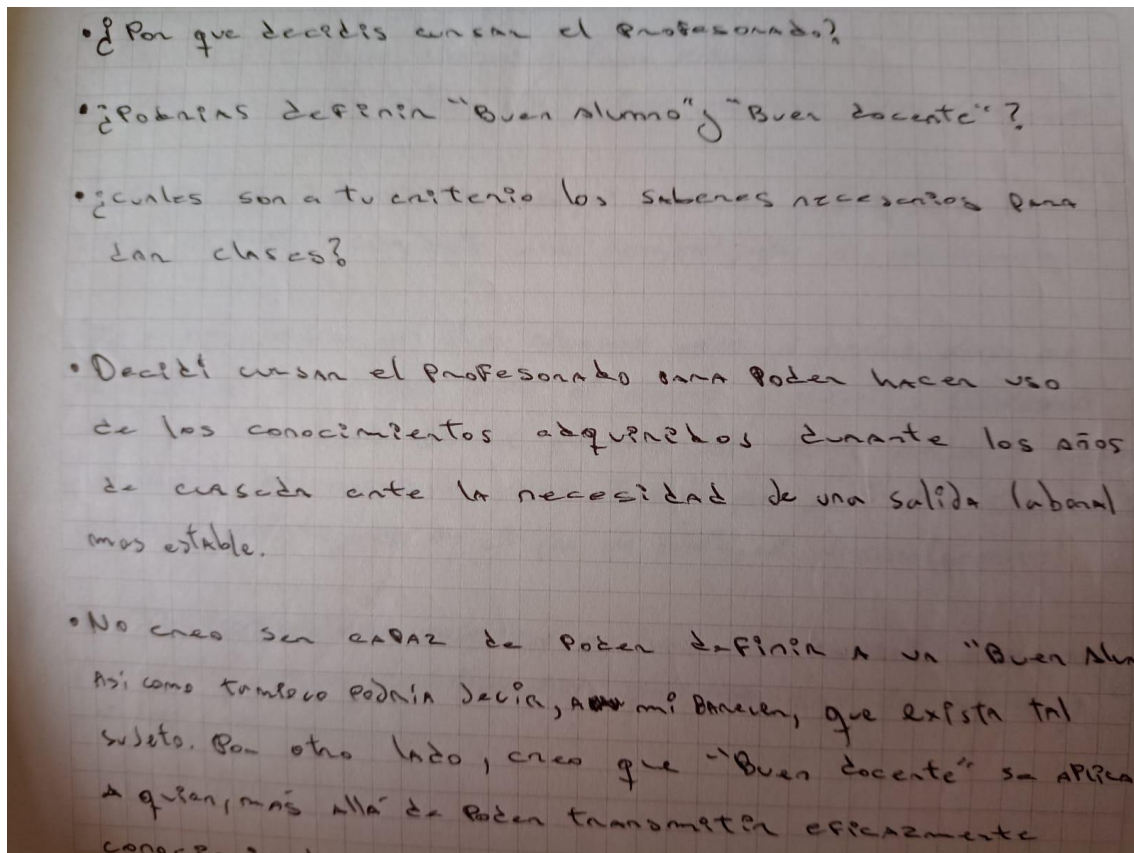 • ¿Por que decidis cursar el profesorado?
• ¿Podrias definir "Buen Alumno" y "Buen docente"?
• ¿cuales son a tu criterio los saberes necesarios para
dar clases?
• Decidí cursar el profesorado para poder hacer uso
de los conocimientos adquiridos durante los años
de cursada ante la necesidad de una salida laboral
mas estable.
• No creo ser capaz de poder definir a un "Buen Alum
Así como tampoco podría decir, a mi parecer, que exista tal
sujeto. Por otro lado, creo que "Buen docente" se aplica
a quien, más allá de poder transmitir eficazmente